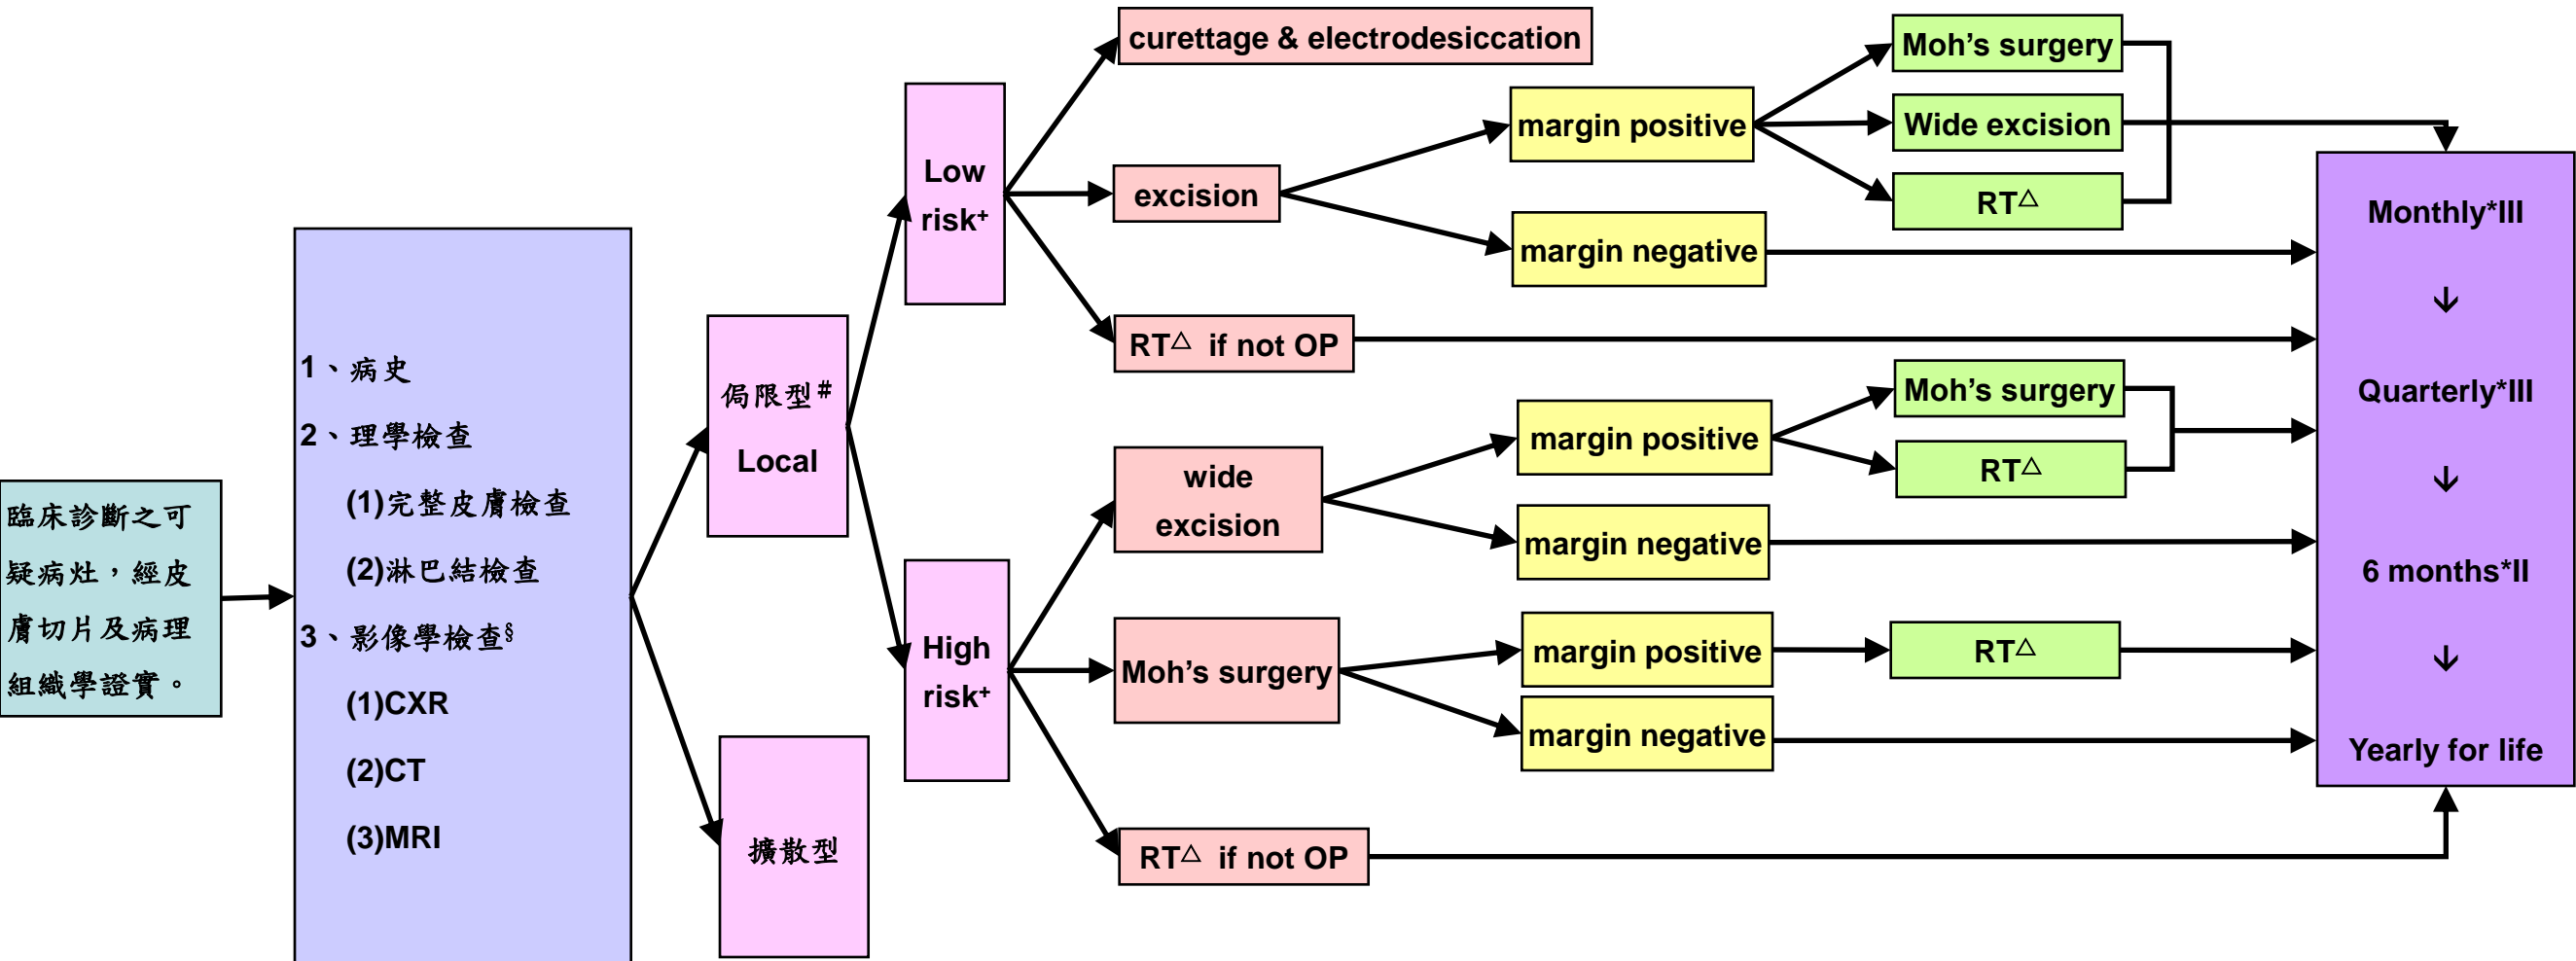 臨床診斷之可
疑病灶，經皮
膚切片及病理
組織學證實。
1、病史
2、理學檢查
(1)完整皮膚檢查
(2)淋巴結檢查
3、影像學檢查§
(1)CXR
(2)CT
(3)MRI
侷限型#
Local
擴散型
Low
risk+
High
risk+
curettage & electrodesiccation
excision
RT△ if not OP
wide
excision
Moh’s surgery
RT△ if not OP
margin positive
margin negative
margin positive
margin negative
margin positive
margin negative
Moh’s surgery
Wide excision
RT△
Moh’s surgery
RT△
RT△
Monthly*III
↓
Quarterly*III
↓
6 months*II
↓
Yearly for life